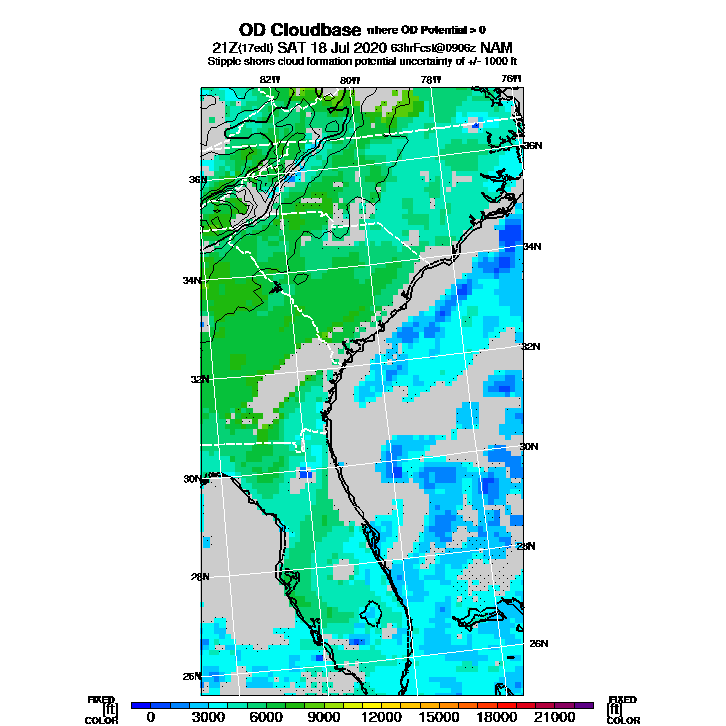 OD Cloudbase where OD Potential > 0
21Z(17edt) SAT 18 Jul 2020 63hrFcst@0906z NAM
Stipple shows cloud formation potential uncertainty of +/- 1000 ft
82W 80W 78W 76W
36N
36N
34N
34N
32N
32N
30N
30N
28N
28N
26N
26N
FIXED FIXED
[ft] [ft]
COLOR COLOR
0 3000 6000 9000 12000 15000 18000 21000